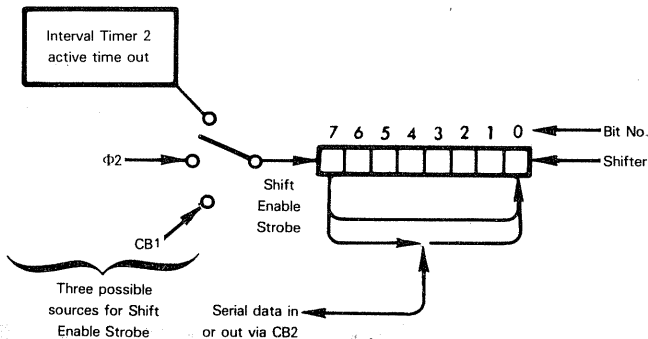 Interval Timer 2
active time out
7 6 5 4 3 2 1 0
Bit No.
Φ2
Shifter
Shift
Enable
Strobe
CB1
Three possible
sources for Shift
Enable Strobe
Serial data in
or out via CB2